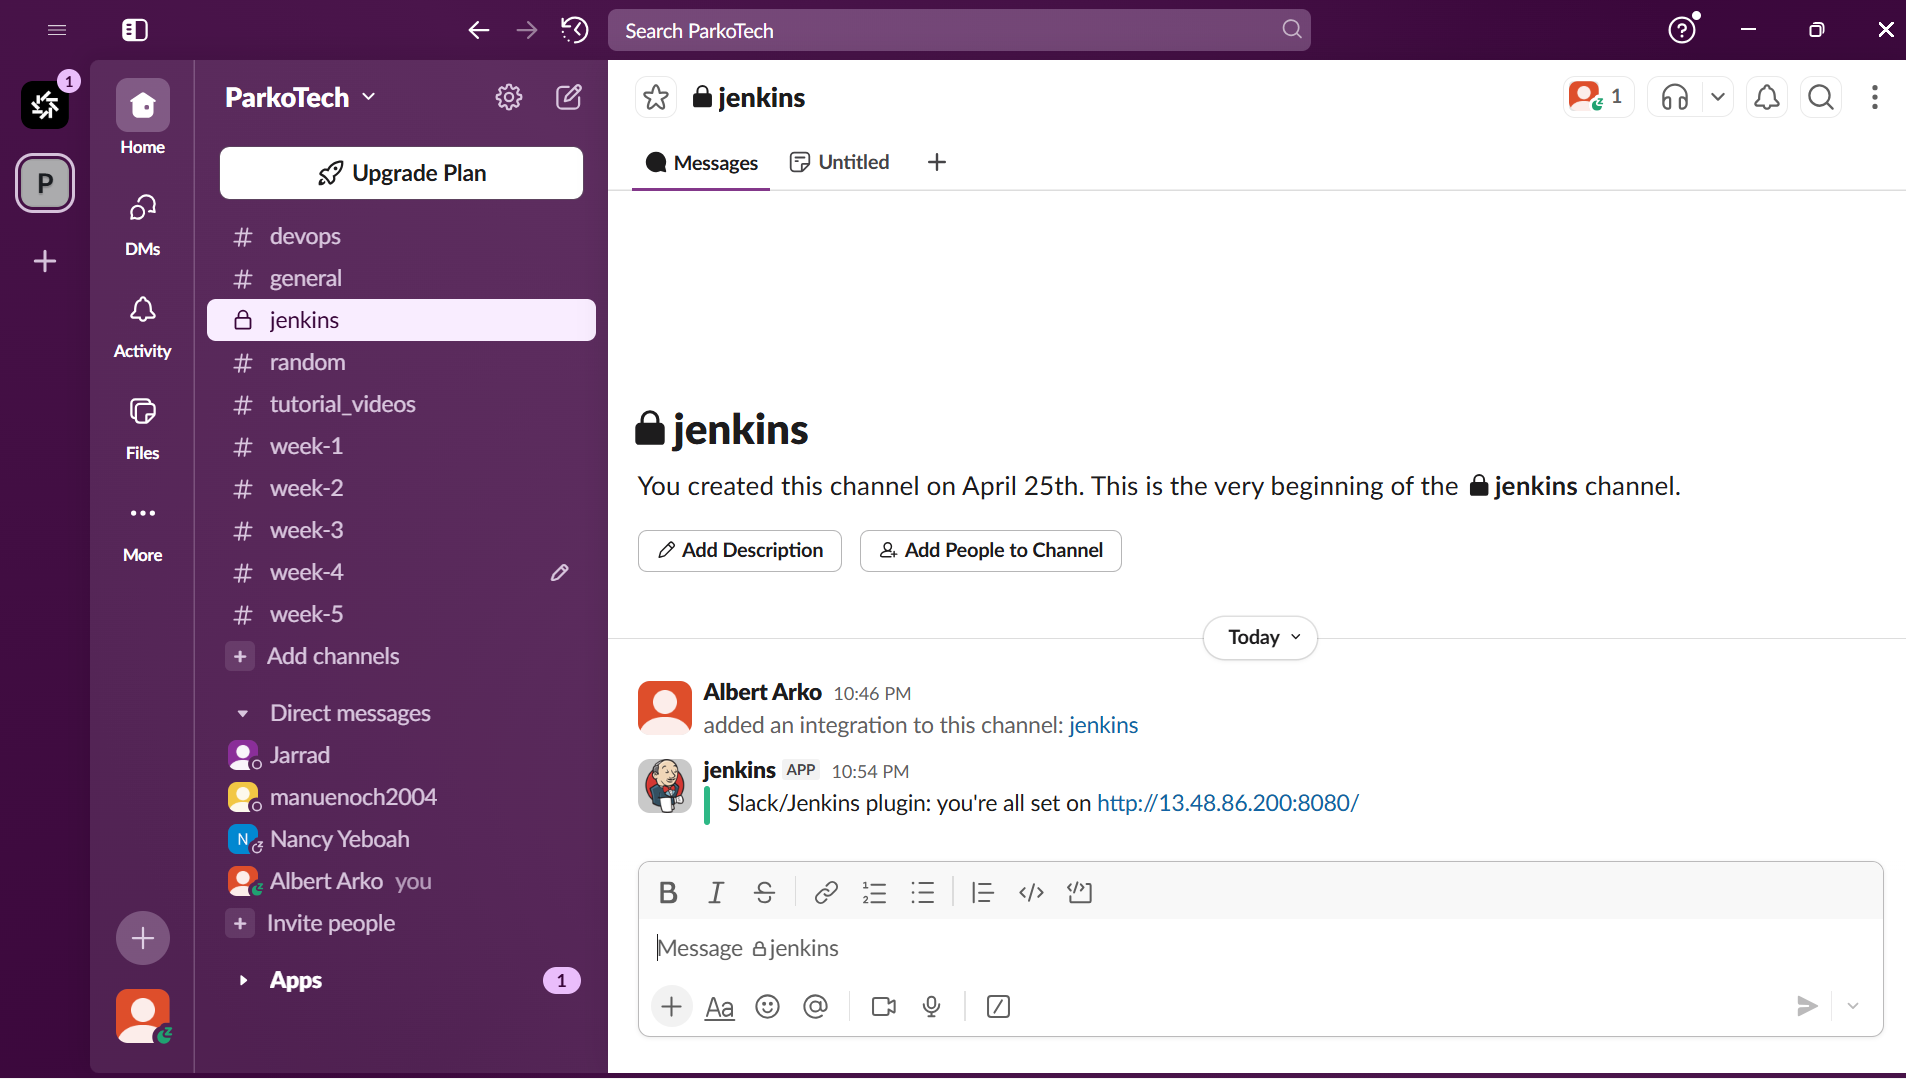 Search ParkoTech
1
P
Home
DMs
Activity
Files
More
ParkoTech
Upgrade Plan
# devops
# general
jenkins
# random
# tutorial_videos
# week-1
# week-2
# week-3
# week-4
# week-5
+ Add channels
Direct messages
Jarrad
manuenoch2004
N Nancy Yeboah
Albert Arko you
+ Invite people
Apps 1
jenkins
1
Messages Untitled +
jenkins
You created this channel on April 25th. This is the very beginning of the jenkins channel.
Add Description Add People to Channel
Today
Albert Arko 10:46 PM
added an integration to this channel: jenkins
jenkins APP 10:54 PM
Slack/Jenkins plugin: you're all set on http://13.48.86.200:8080/
B I S
Message jenkins
+ Aa @